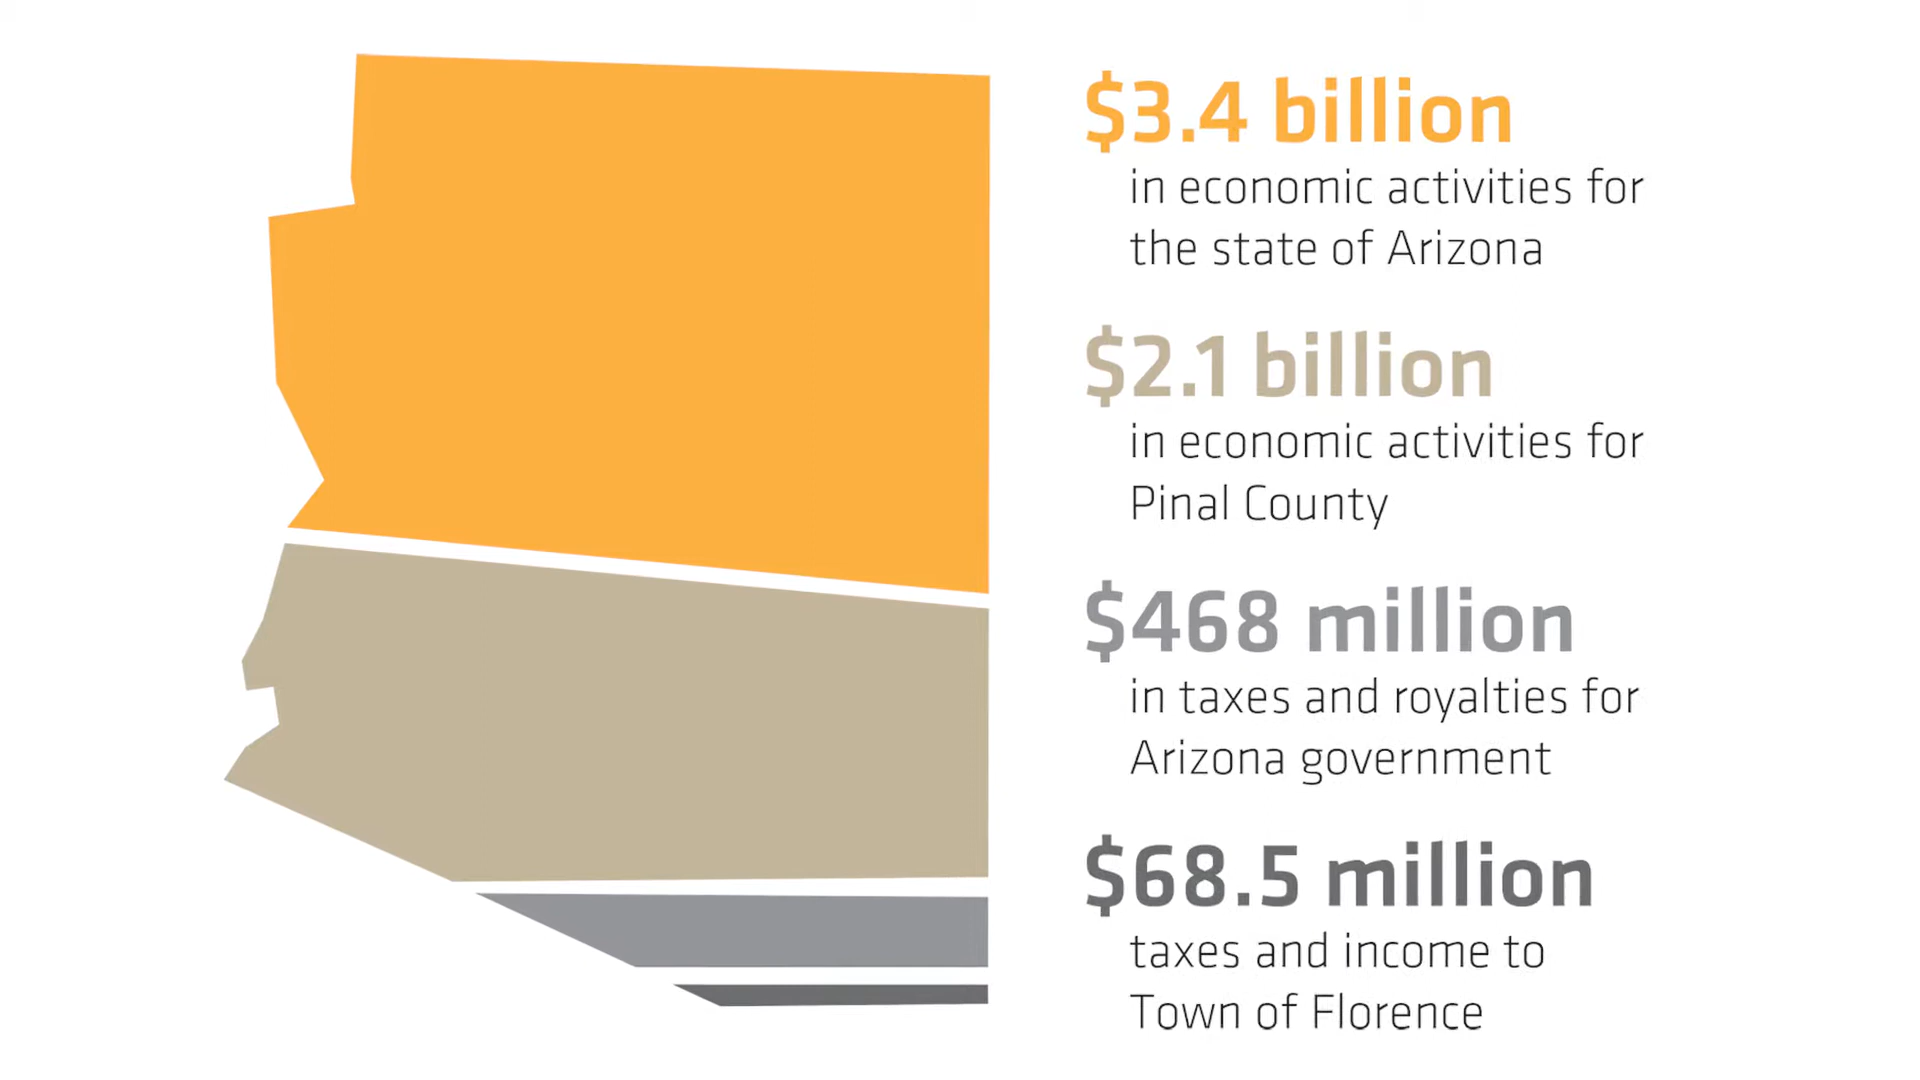 $3.4 billion
in economic activities for
the state of Arizona
$2.1 billion
in economic activities for
Pinal County
$468 million
in taxes and royalties for
Arizona government
$68.5 million
taxes and income to
Town of Florence